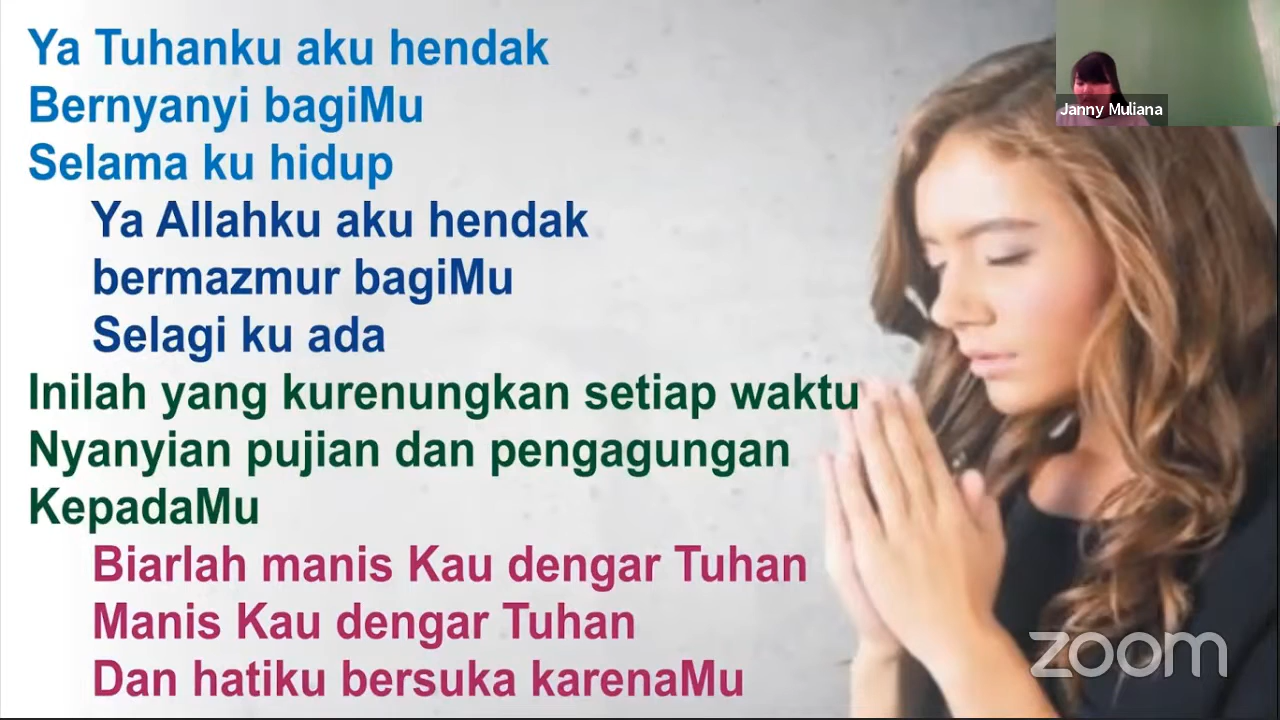 Ya Tuhanku aku hendak
Bernyanyi bagiMu
Selama ku hidup
Ya Allahku aku hendak
bermazmur bagiMu
Selagi ku ada
Inilah yang kurenungkan setiap waktu
Nyanyian pujian dan pengagungan
KepadaMu
Biarlah manis Kau dengar Tuhan
Manis Kau dengar Tuhan
Dan hatiku bersuka karenaMu
Janny Muliana
zoom